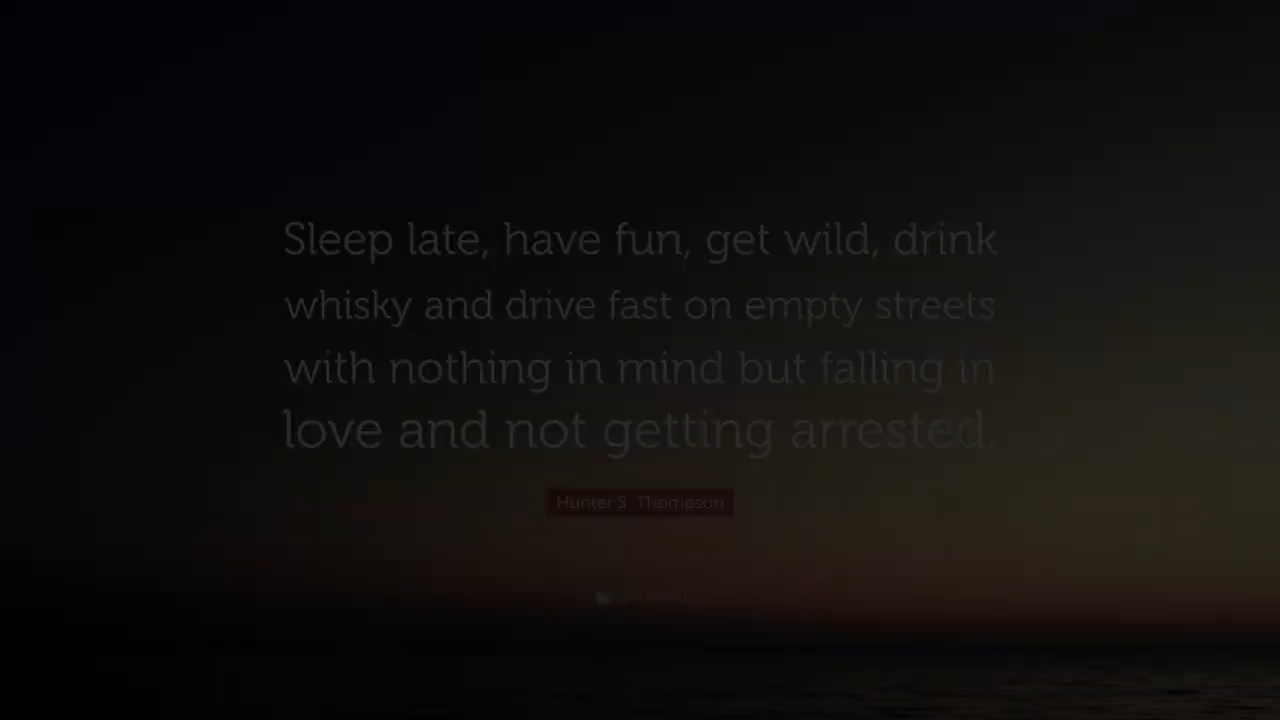 Sleep late, have fun, get wild, drink
whisky and drive fast on empty streets
with nothing in mind but falling in
love and not getting arrested.
Hunter S. Thompson